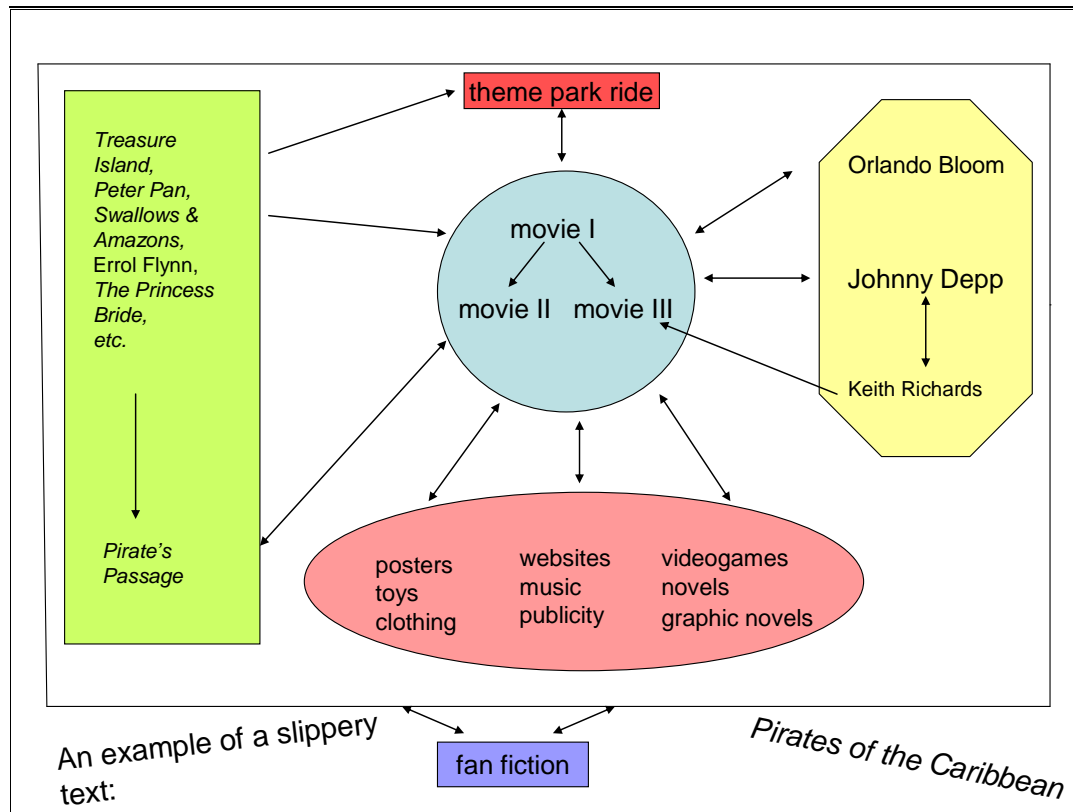 theme park ride
Treasure
Island,
Peter Pan,
Swallows &
Amazons,
Errol Flynn,
The Princess
Bride,
etc.
Pirate's
Passage
movie I
movie II
movie III
Orlando Bloom
Johnny Depp
Keith Richards
posters
toys
clothing
websites
music
publicity
videogames
novels
graphic novels
An example of a slippery
text:
Pirates of the Caribbean
fan fiction